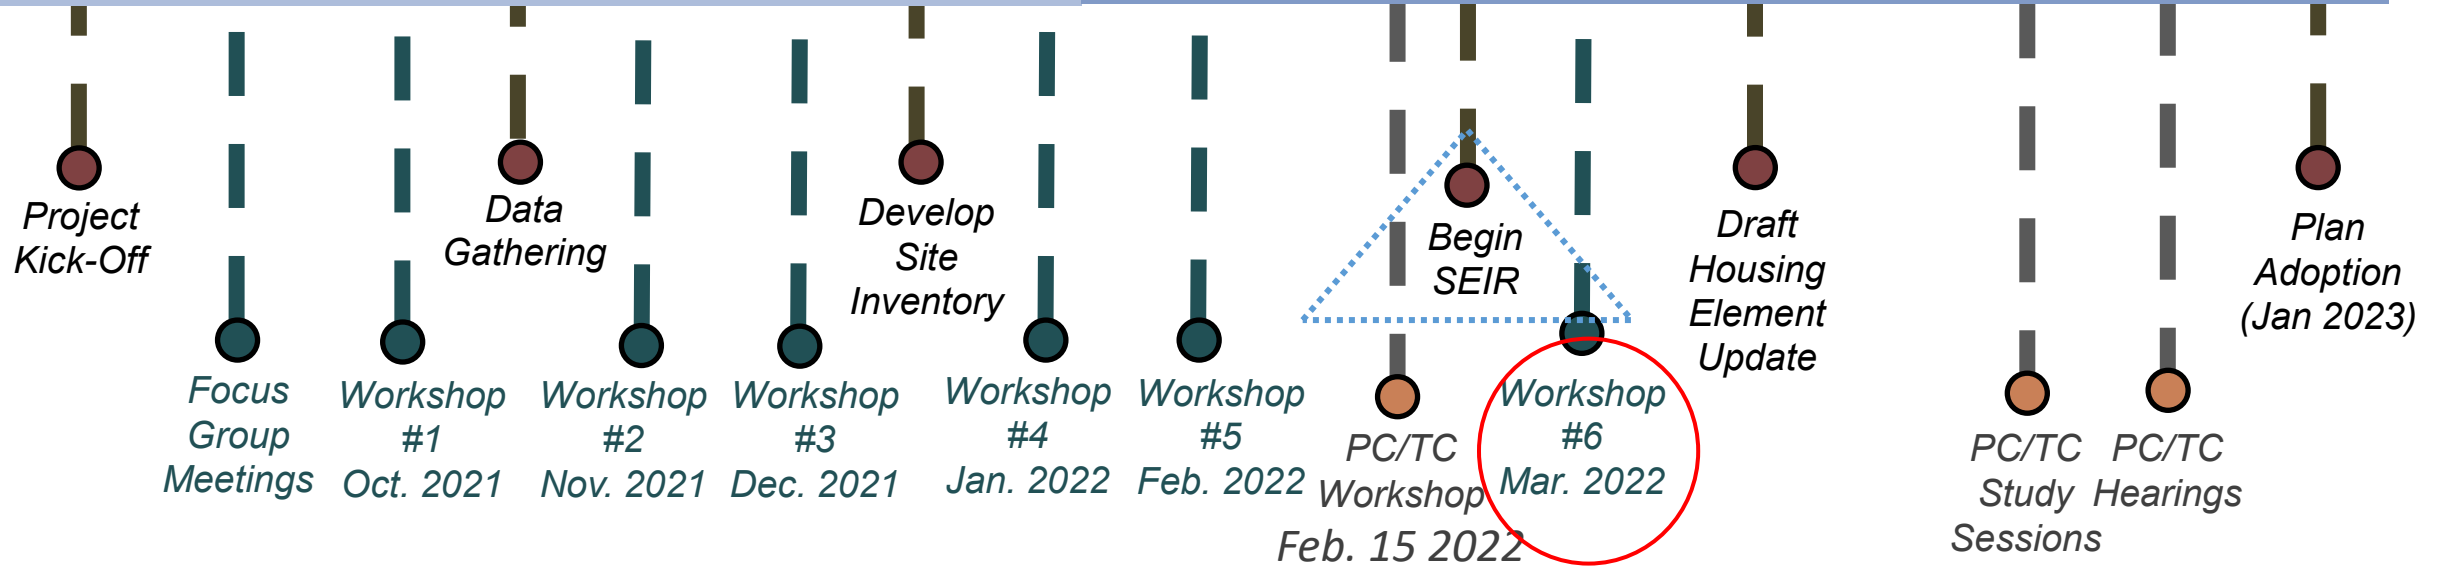 Project
Kick-Off
Focus
Group
Meetings
Workshop
#1
Oct. 2021
Data
Gathering
Workshop
#2
Nov. 2021
Workshop
#3
Dec. 2021
Develop
Site
Inventory
Workshop
#4
Jan. 2022
Workshop
#5
Feb. 2022
PC/TC
Workshop
Feb. 15 2022
Begin
SEIR
Workshop
#6
Mar. 2022
Draft
Housing
Element
Update
PC/TC
Study
Sessions
PC/TC
Hearings
Plan
Adoption
(Jan 2023)